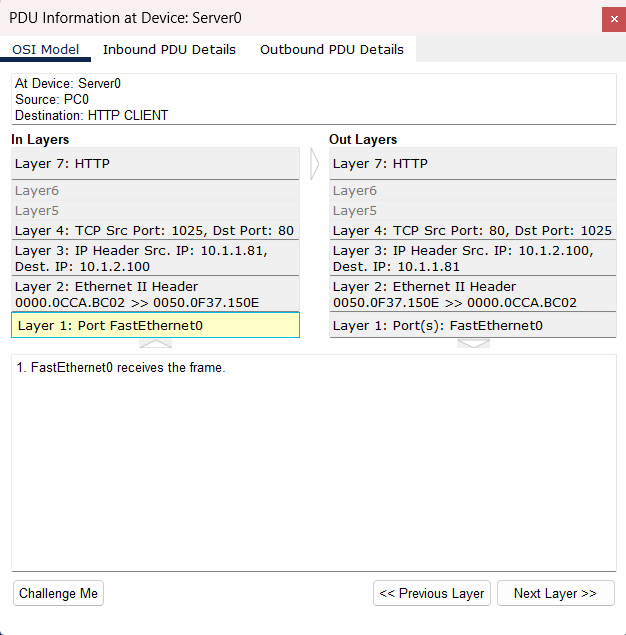 PDU Information at Device: Server0
OSI Model
Inbound PDU Details
Outbound PDU Details
At Device: Server0
Source: PC0
Destination: HTTP CLIENT
In Layers
Layer 7: HTTP
Layer6
Layer5
Layer 4: TCP Src Port: 1025, Dst Port: 80
Layer 3: IP Header Src. IP: 10.1.1.81,
Dest. IP: 10.1.2.100
Layer 2: Ethernet II Header
0000.0CCA.BC02 >> 0050.0F37.150E
Layer 1: Port FastEthernet0
Out Layers
Layer 7: HTTP
Layer6
Layer5
Layer 4: TCP Src Port: 80, Dst Port: 1025
Layer 3: IP Header Src. IP: 10.1.2.100,
Dest. IP: 10.1.1.81
Layer 2: Ethernet II Header
0050.0F37.150E >> 0000.0CCA.BC02
Layer 1: Port(s): FastEthernet0
1. FastEthernet0 receives the frame.
Challenge Me
<< Previous Layer
Next Layer >>